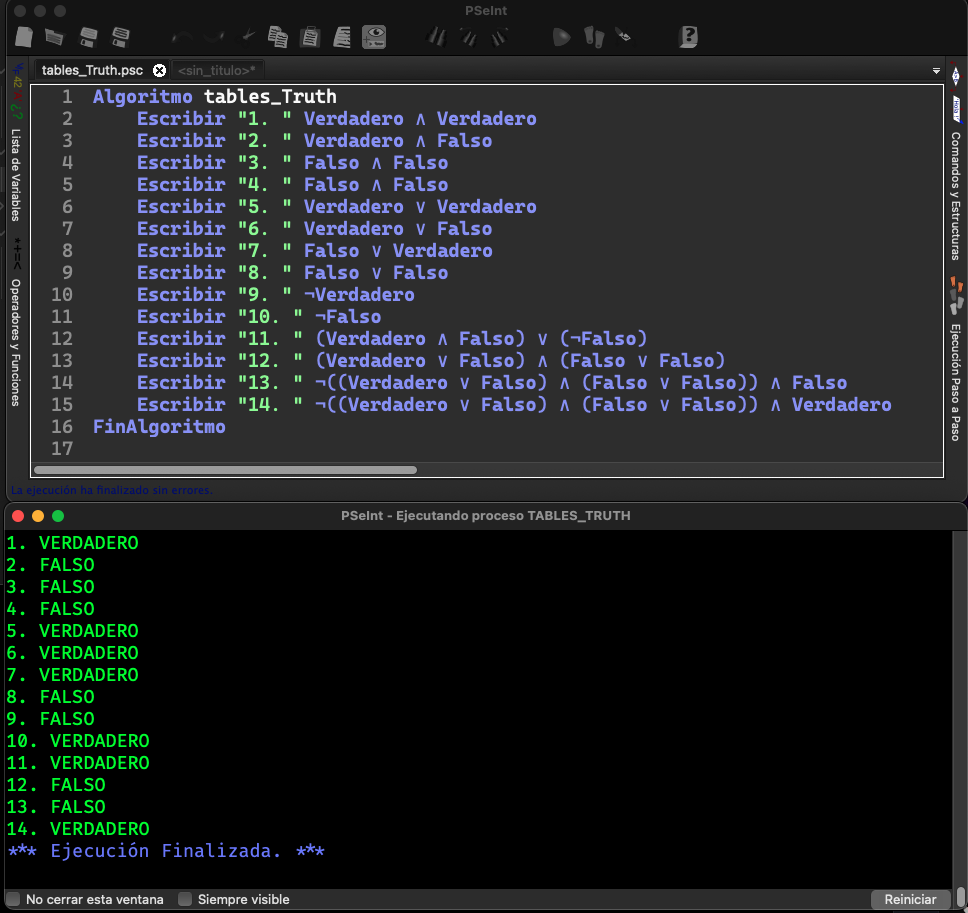 PSeInt
tables_Truth.psc <sin_titulo>*
42
Lista de Variables
Operadores y Funciones
1 Algoritmo tables_Truth
2 Escribir "1. " Verdadero ∧ Verdadero
3 Escribir "2. " Verdadero ∧ Falso
4 Escribir "3. " Falso ∧ Falso
5 Escribir "4. " Falso ∧ Falso
6 Escribir "5. " Verdadero ∨ Verdadero
7 Escribir "6. " Verdadero ∨ Falso
8 Escribir "7. " Falso ∨ Verdadero
9 Escribir "8. " Falso ∨ Falso
10 Escribir "9. " ¬Verdadero
11 Escribir "10. " ¬Falso
12 Escribir "11. " (Verdadero ∧ Falso) ∨ (¬Falso)
13 Escribir "12. " (Verdadero ∨ Falso) ∧ (Falso ∨ Falso)
14 Escribir "13. " ¬((Verdadero ∨ Falso) ∧ (Falso ∨ Falso)) ∧ Falso
15 Escribir "14. " ¬((Verdadero ∨ Falso) ∧ (Falso ∨ Falso)) ∧ Verdadero
16 FinAlgoritmo
17
Comandos y Estructuras
Ejecución Paso a Paso
La ejecución ha finalizado sin errores.
PSeInt - Ejecutando proceso TABLES_TRUTH
1. VERDADERO
2. FALSO
3. FALSO
4. FALSO
5. VERDADERO
6. VERDADERO
7. VERDADERO
8. FALSO
9. FALSO
10. VERDADERO
11. VERDADERO
12. FALSO
13. FALSO
14. VERDADERO
*** Ejecución Finalizada. ***
No cerrar esta ventana Siempre visible Reiniciar